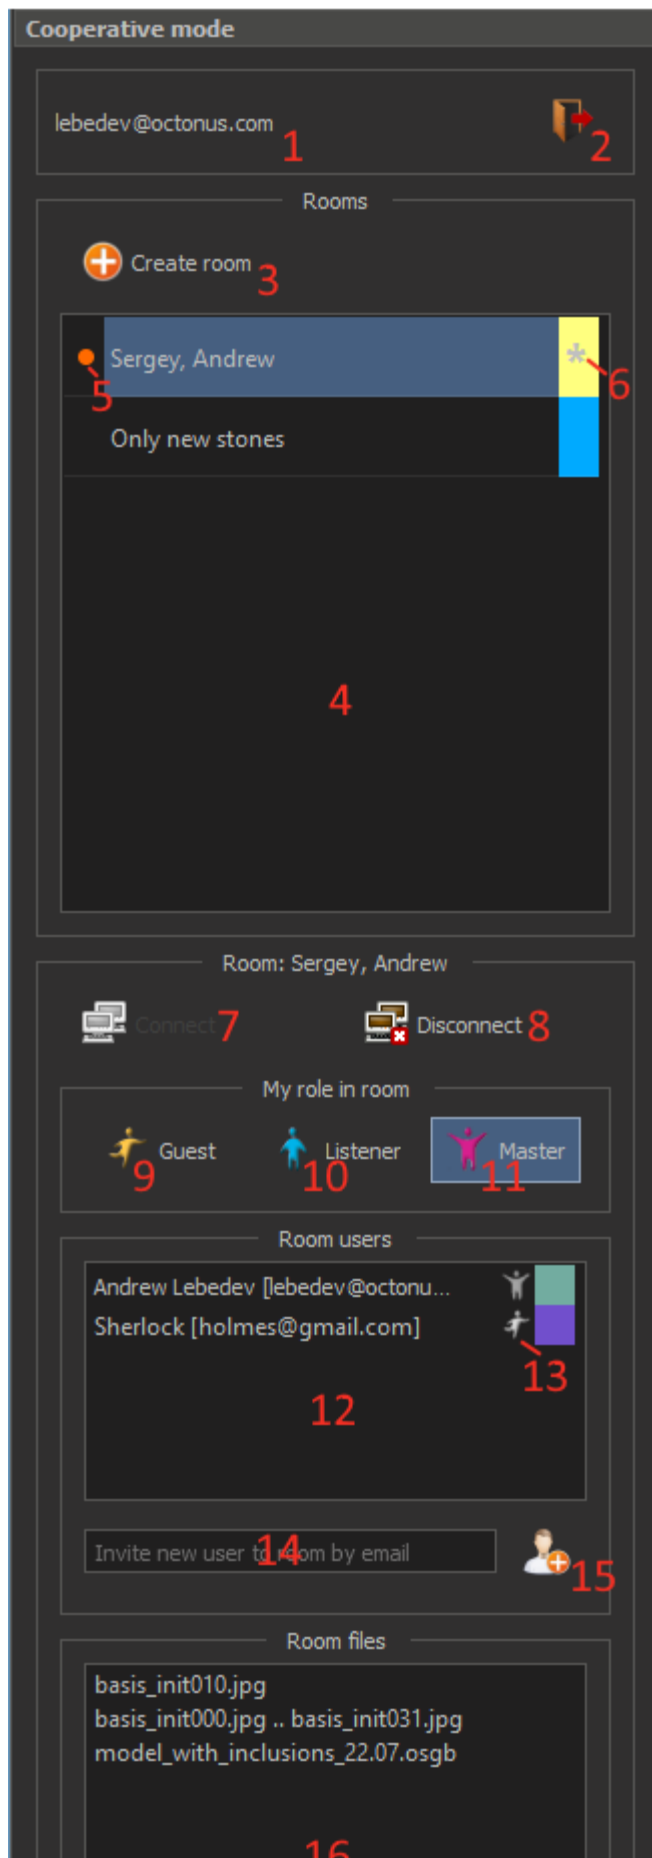 Cooperative mode
lebedev@octonus.com
1
2
Rooms
Create room
3
Sergey, Andrew
*
5
6
Only new stones
4
Room: Sergey, Andrew
Connect
7
Disconnect
8
My role in room
Guest
Listener
Master
9
10
11
Room users
Andrew Lebedev [lebedev@octonu...
Sherlock [holmes@gmail.com]
13
12
Invite new user to room by email
14
15
Room files
basis_init010.jpg
basis_init000.jpg .. basis_init031.jpg
model_with_inclusions_22.07.osgb
16